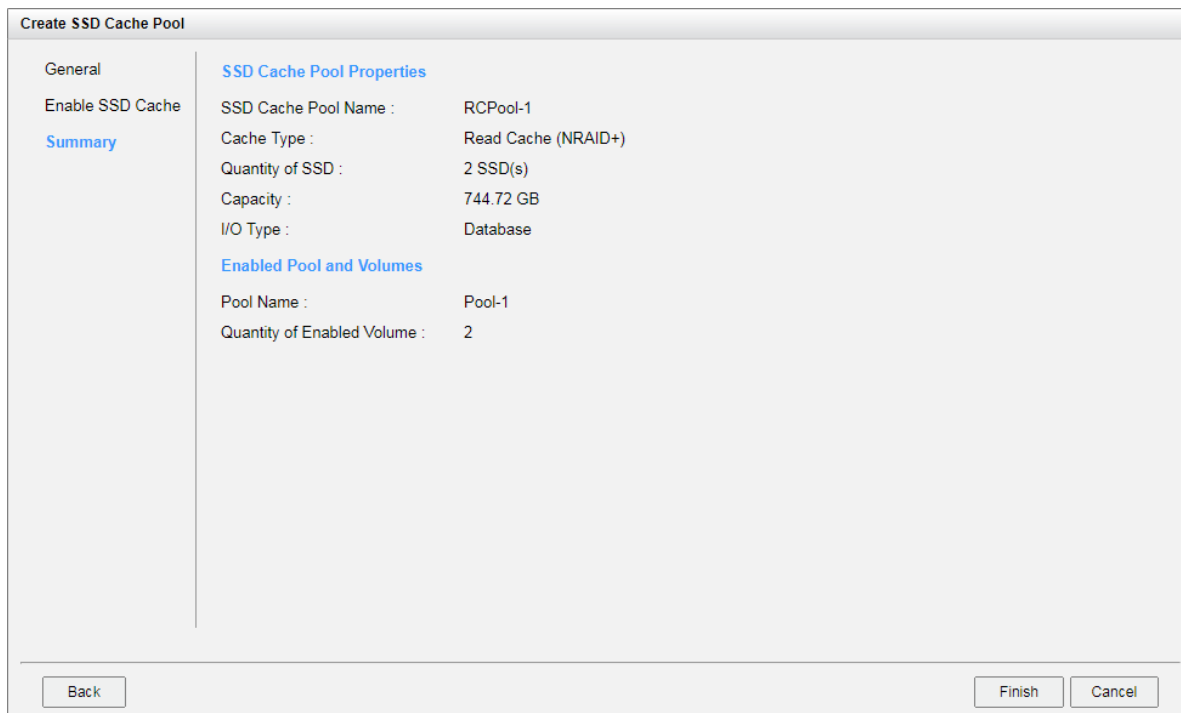 Create SSD Cache Pool
General
Enable SSD Cache
Summary
SSD Cache Pool Properties
SSD Cache Pool Name : RCPool-1
Cache Type : Read Cache (NRAID+)
Quantity of SSD : 2 SSD(s)
Capacity : 744.72 GB
I/O Type : Database
Enabled Pool and Volumes
Pool Name : Pool-1
Quantity of Enabled Volume : 2
Back Finish Cancel